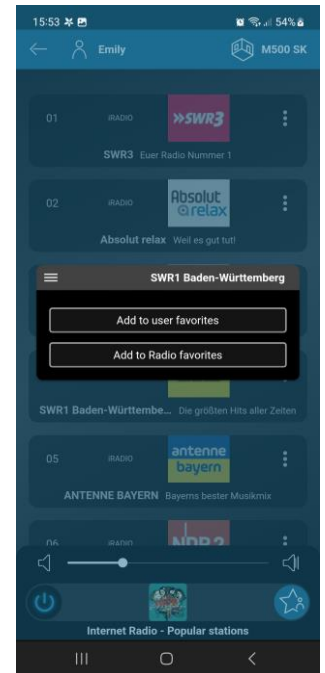 15:53
54%
Emily
M500 SK
01
iRADIO
SWR3
SWR3 Euer Radio Nummer 1
02
iRADIO
Absolut
relax
Absolut relax Weil es gut tut!
SWR1 Baden-Württemberg
Add to user favorites
Add to Radio favorites
SWR1 Baden-Württembe... Die größten Hits aller Zeiten
05
iRADIO
antenne
bayern
ANTENNE BAYERN Bayerns bester Musikmix
06
iRADIO
NDR 2
Internet Radio - Popular stations